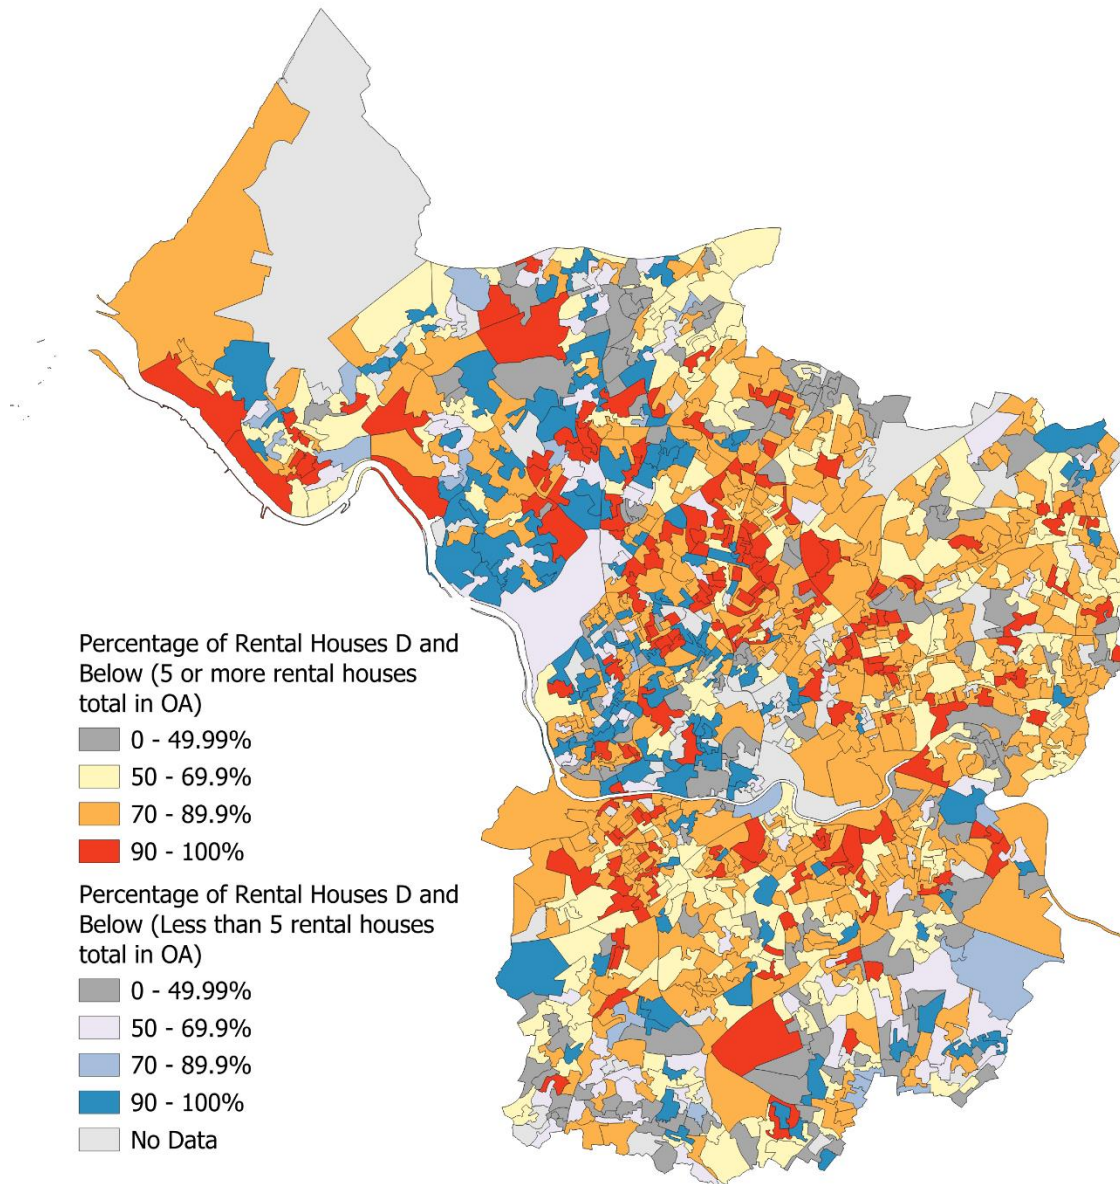 Percentage of Rental Houses D and
Below (5 or more rental houses
total in OA)
0 - 49.99%
50 - 69.9%
70 - 89.9%
90 - 100%
Percentage of Rental Houses D and
Below (Less than 5 rental houses
total in OA)
0 - 49.99%
50 - 69.9%
70 - 89.9%
90 - 100%
No Data